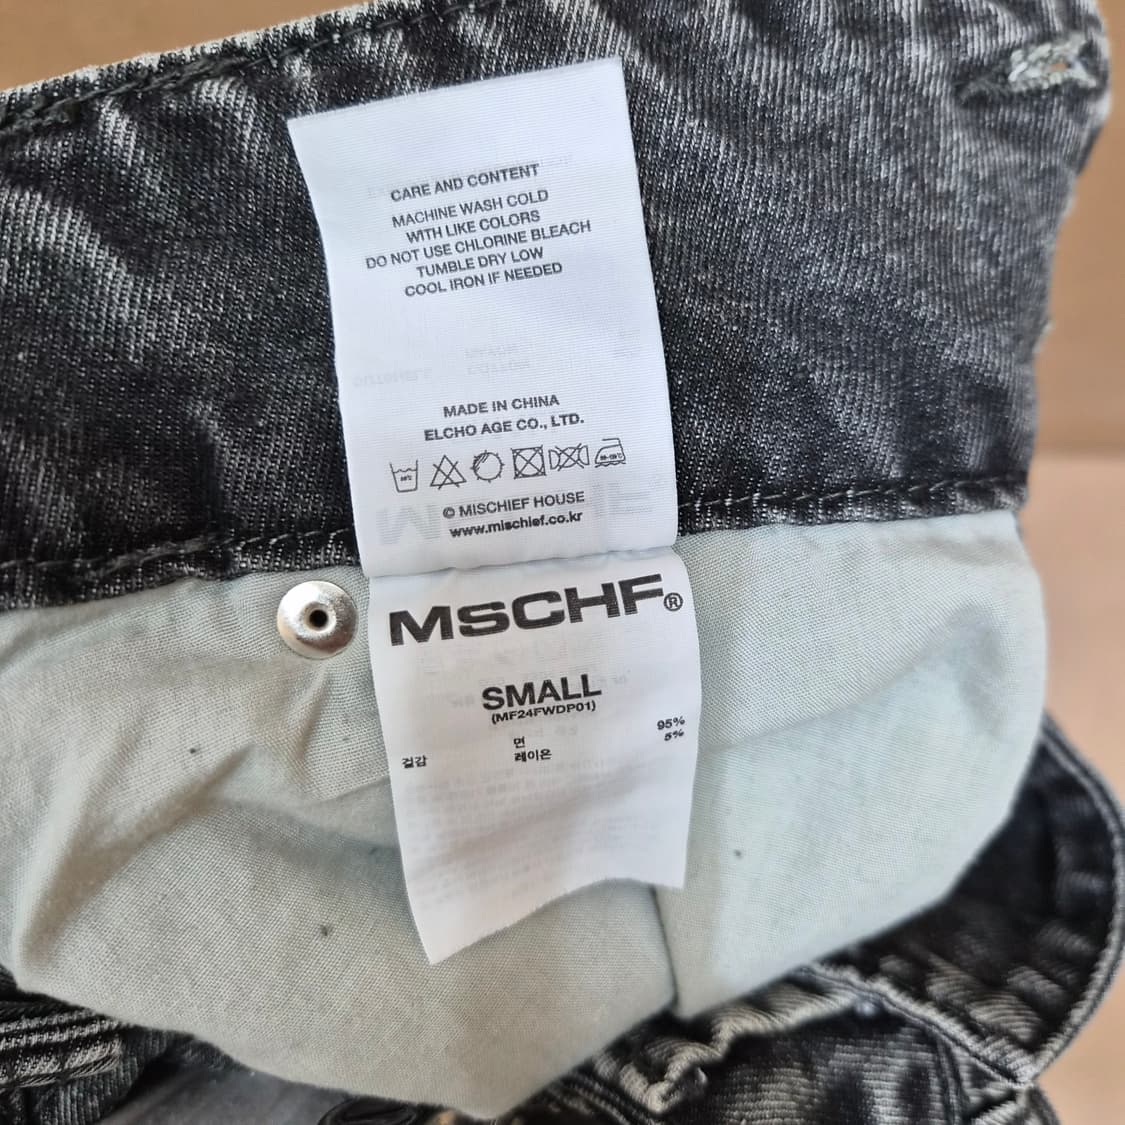 CARE AND CONTENT
MACHINE WASH COLD
WITH LIKE COLORS
DO NOT USE CHLORINE BLEACH
TUMBLE DRY LOW
COOL IRON IF NEEDED
MADE IN CHINA
ELCHO AGE CO., LTD.
© MISCHIEF HOUSE
www.mischief.co.kr
MSCHF®
SMALL
(MF24FWDP01)
면 95%
겉감 레이온 5%